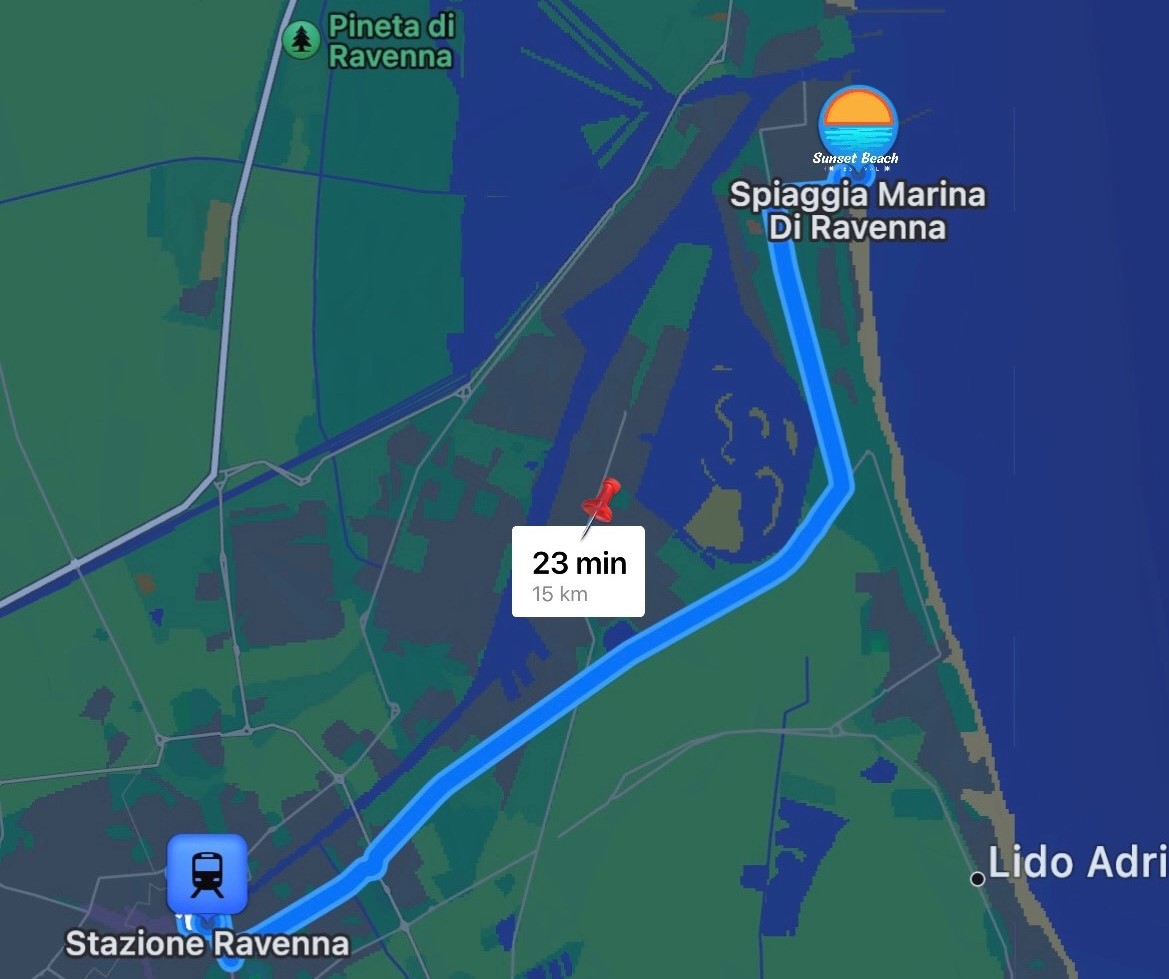 Pineta di
Ravenna
Sunset Beach
Spiaggia Marina
Di Ravenna
23 min
15 km
Lido Adri
Stazione Ravenna